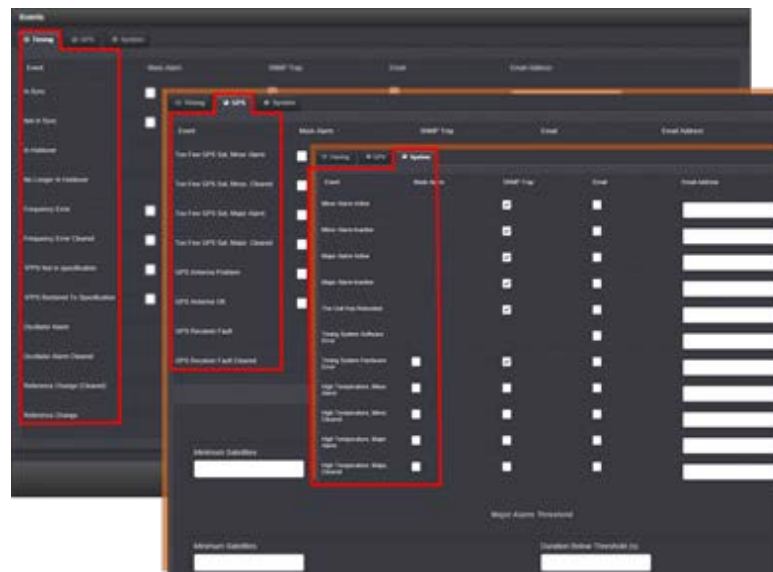 Events
Timing GPS System
Event Mask Alarm SNMP Trap Email Email Address
In Sync
Not In Sync
In Holdover
No Longer In Holdover
Frequency Error
Frequency Error Cleared
1PPS Not In Specification
1PPS Restored To Specification
Oscillator Alarm
Oscillator Alarm Cleared
Reference Change (Cleared)
Reference Change
Timing GPS System
Event Mask Alarm SNMP Trap Email Email Address
Too Few GPS Sat, Minor Alarm
Too Few GPS Sat, Minor, Cleared
Too Few GPS Sat, Major Alarm
Too Few GPS Sat, Major, Cleared
GPS Antenna Problem
GPS Antenna OK
GPS Receiver Fault
GPS Receiver Fault Cleared
Minimum Satellites
Major Alarm Threshold
Minimum Satellites Duration Below Threshold (s)
Timing GPS System
Event Mask Alarm SNMP Trap Email Email Address
Minor Alarm Active
Minor Alarm Inactive
Major Alarm Active
Major Alarm Inactive
The Unit Has Rebooted
Timing System Software
Error
Timing System Hardware
Error
High Temperature, Minor
Alarm
High Temperature, Minor
Cleared
High Temperature, Major
Alarm
High Temperature, Major
Cleared